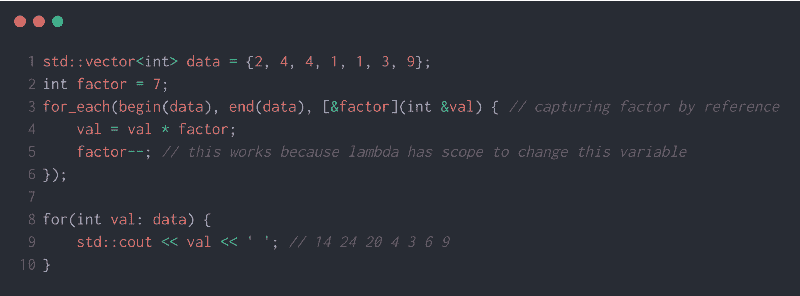 1 std::vector<int> data = {2, 4, 4, 1, 1, 3, 9};
2 int factor = 7;
3 for_each(begin(data), end(data), [&factor](int &val) { // capturing factor by reference
4     val = val * factor;
5     factor--; // this works because lambda has scope to change this variable
6 });
7
8 for(int val: data) {
9     std::cout << val << ' '; // 14 24 20 4 3 6 9
10 }